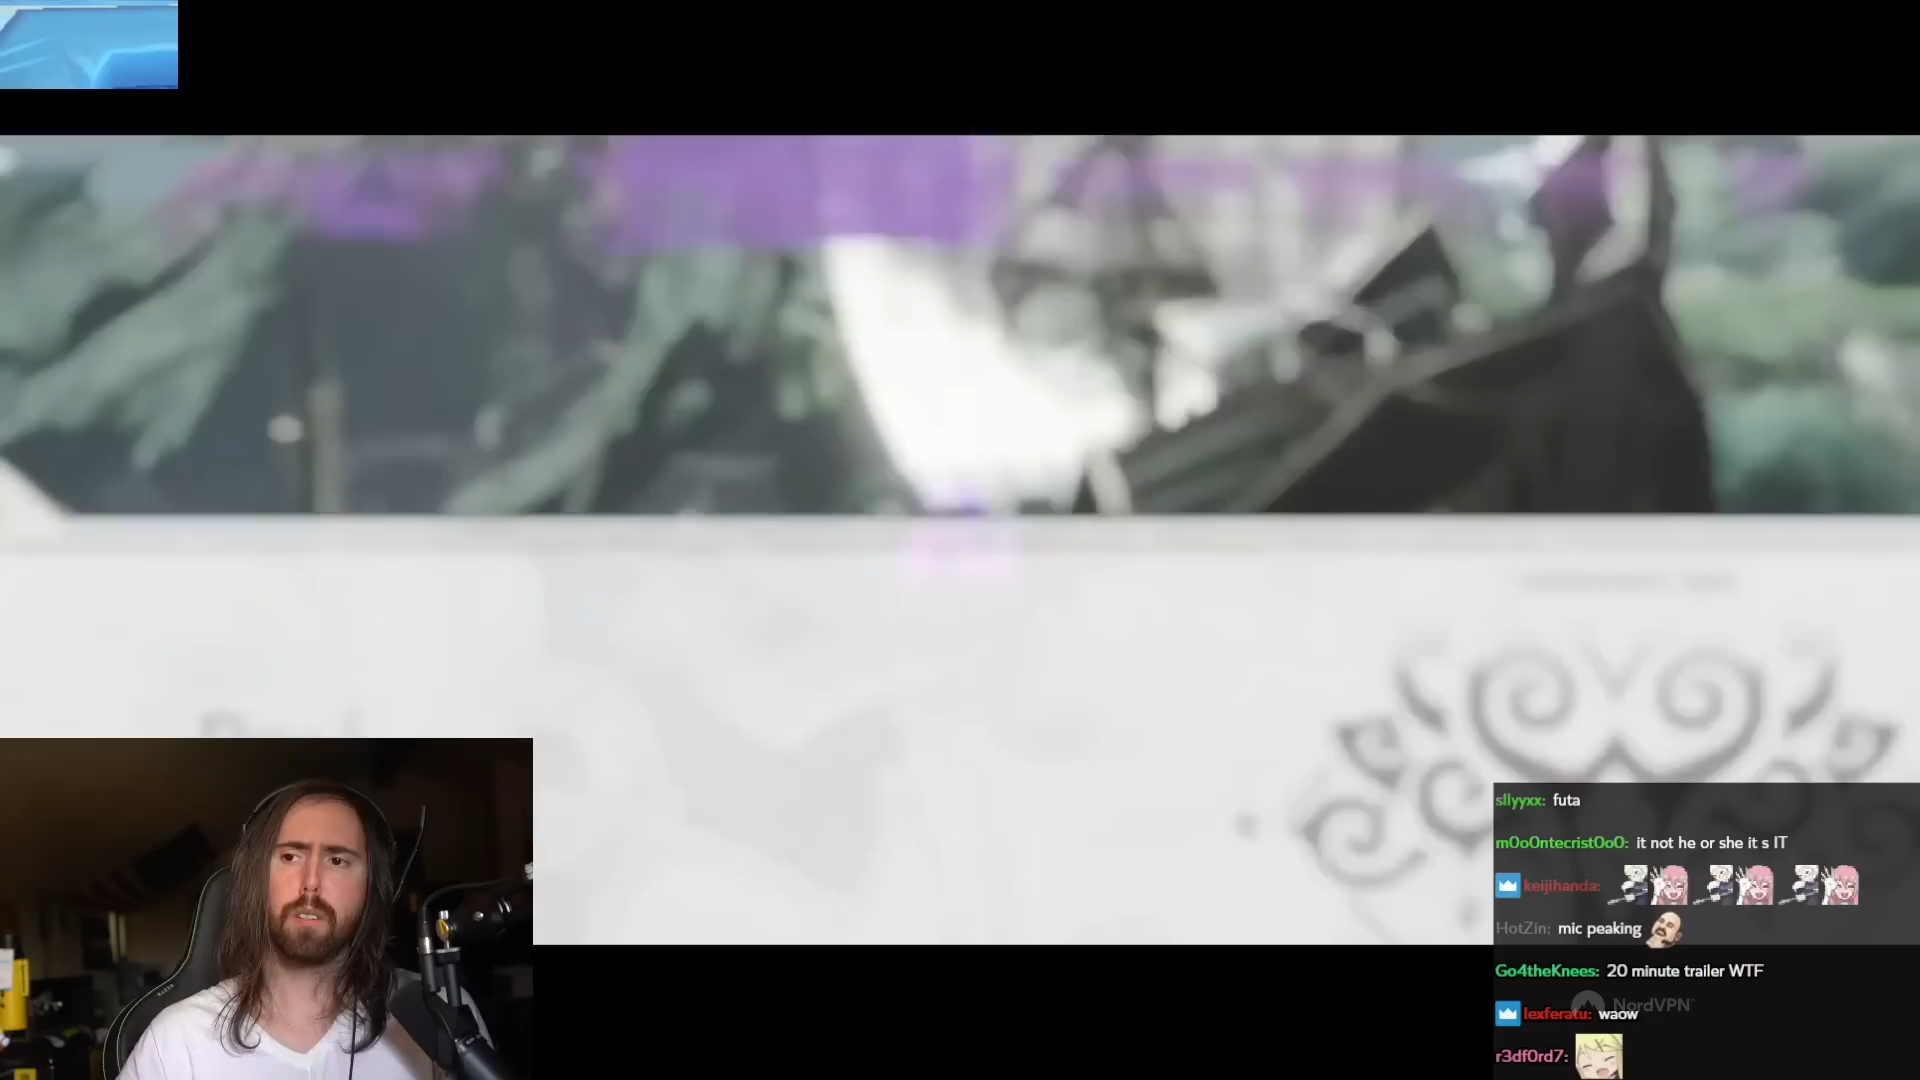 sllyyxx: futa
m0o0ntecrist0o0: it not he or she it s IT
keijihanda:
HotZin: mic peaking
Go4theKnees: 20 minute trailer WTF
NordVPN
lexferatu: waow
r3df0rd7: